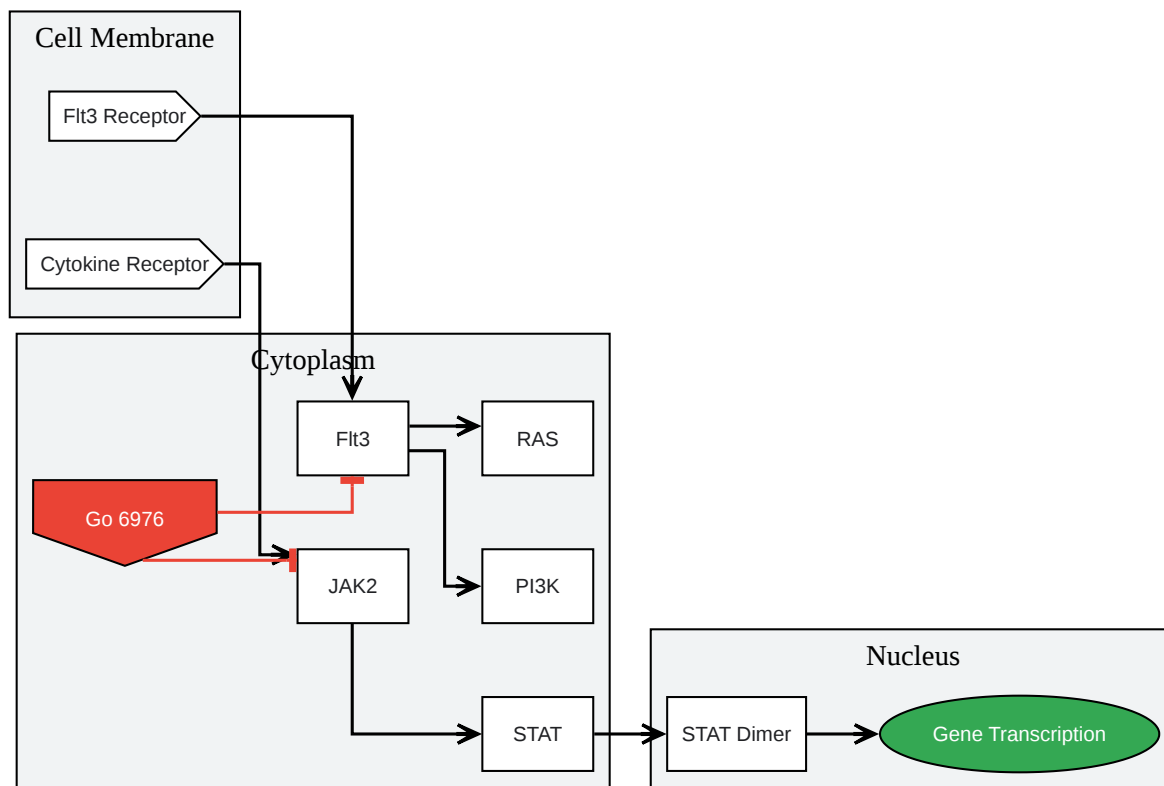 Cell Membrane
Flt3 Receptor
Cytokine Receptor
Cytoplasm
Flt3
RAS
Go 6976
JAK2
PI3K
Nucleus
STAT
STAT Dimer
Gene Transcription